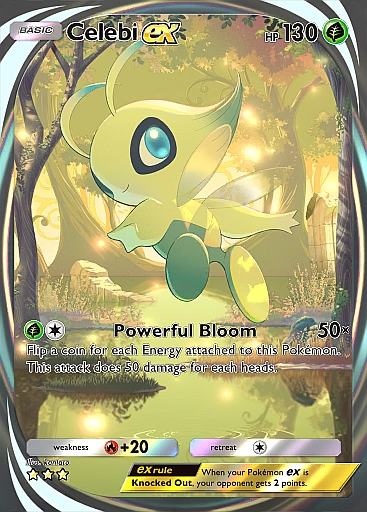 BASIC Celebi ex HP 130
Powerful Bloom 50×
Flip a coin for each Energy attached to this Pokémon.
This attack does 50 damage for each heads.
weakness +20 retreat
Illus.
ex rule When your Pokémon ex is
Knocked Out, your opponent gets 2 points.